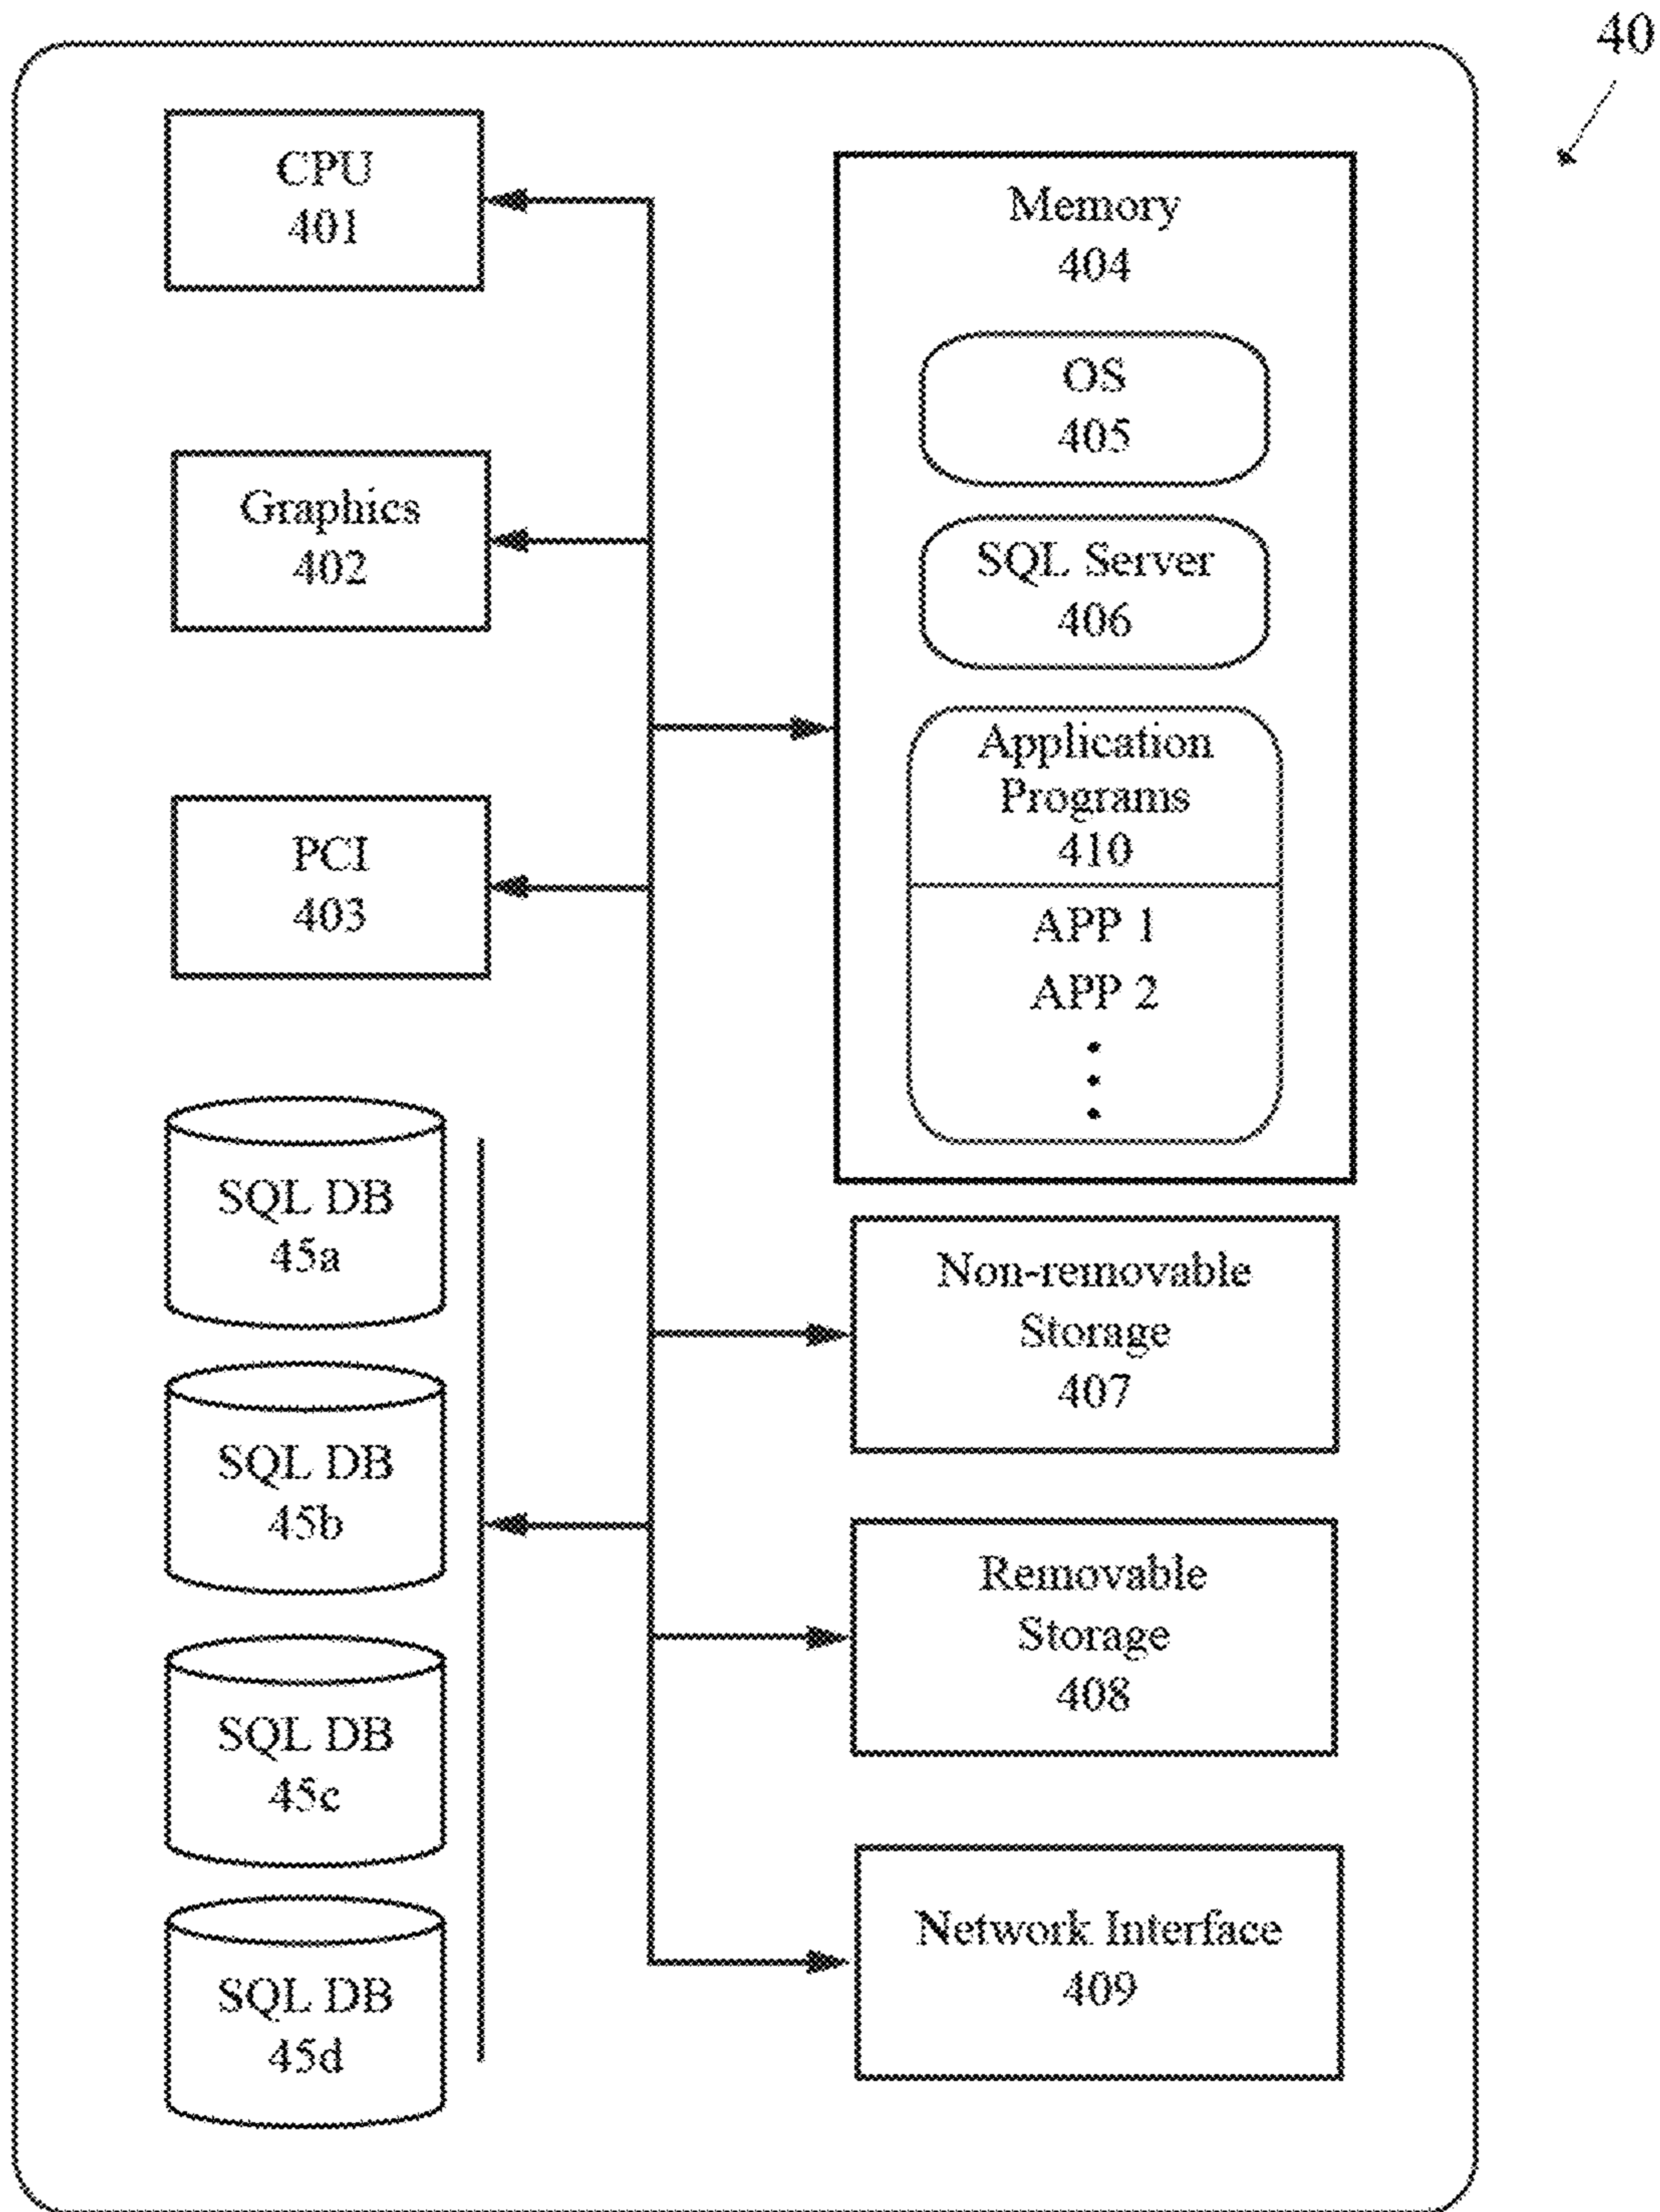 40
CPU
401
Graphics
402
PCI
403
SQL DB
45a
SQL DB
45b
SQL DB
45c
SQL DB
45d
Memory
404
OS
405
SQL Server
406
Application
Programs
410
APP 1
APP 2
Non-removable
Storage
407
Removable
Storage
408
Network Interface
409